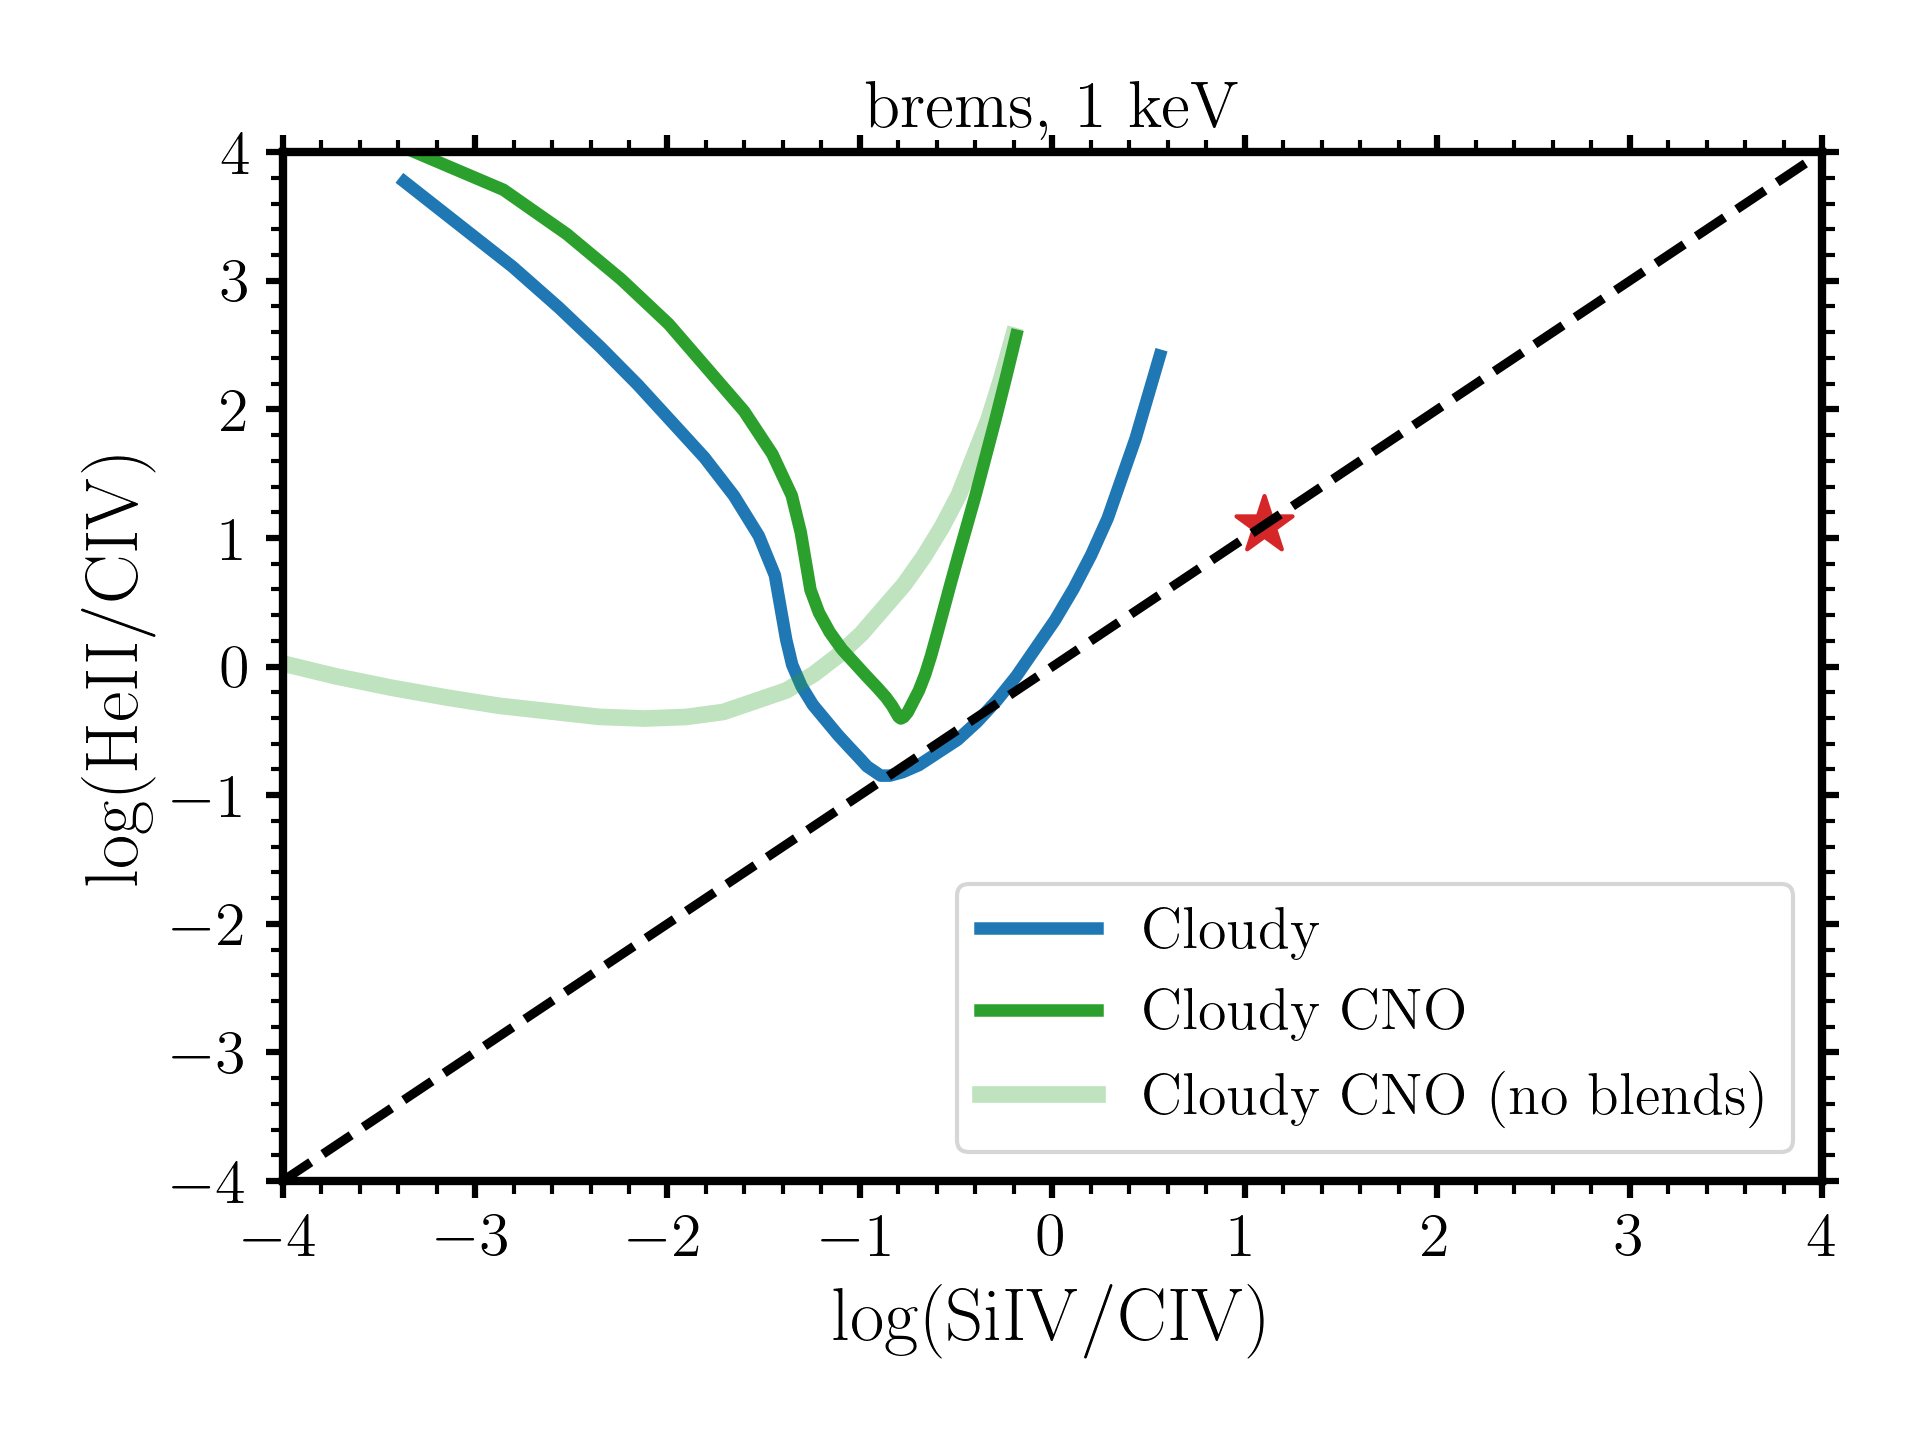 brems, 1 keV
4
3
2
1
0
−1
−2
−3
−4
log(HeII/CIV)
Cloudy
Cloudy CNO
Cloudy CNO (no blends)
−4 −3 −2 −1 0 1 2 3 4
log(SiIV/CIV)